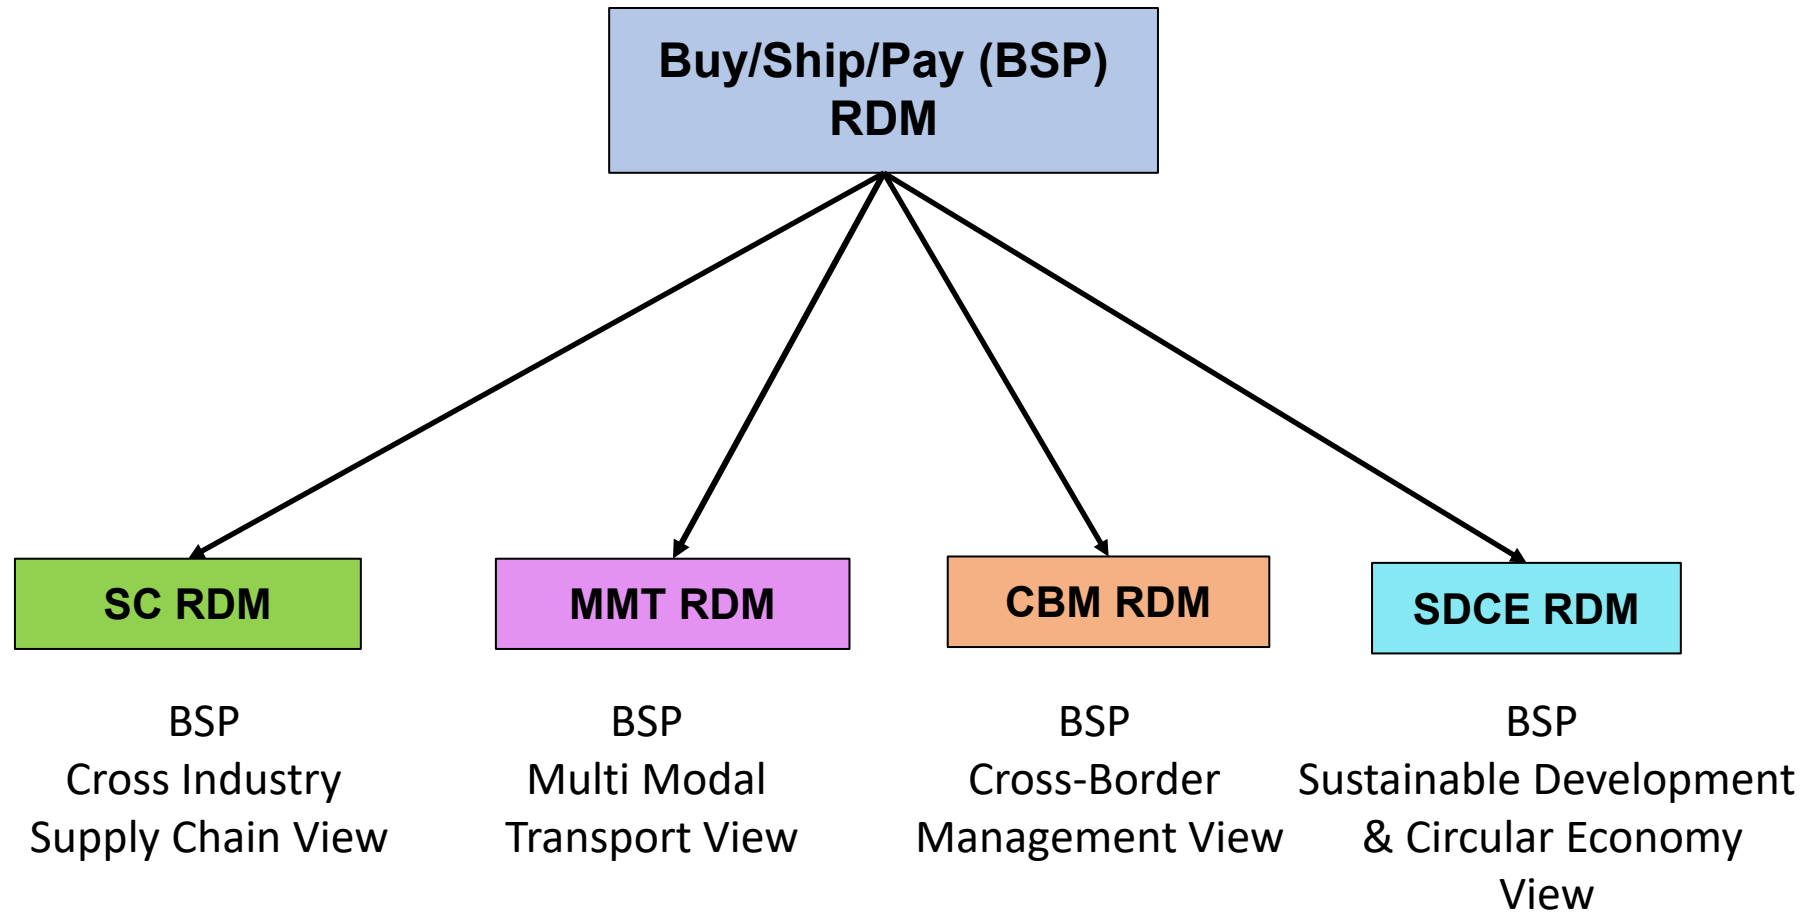 Buy/Ship/Pay (BSP)
RDM
SC RDM
MMT RDM
CBM RDM
SDCE RDM
BSP
Cross Industry
Supply Chain View
BSP
Multi Modal
Transport View
BSP
Cross-Border
Management View
BSP
Sustainable Development
& Circular Economy
View